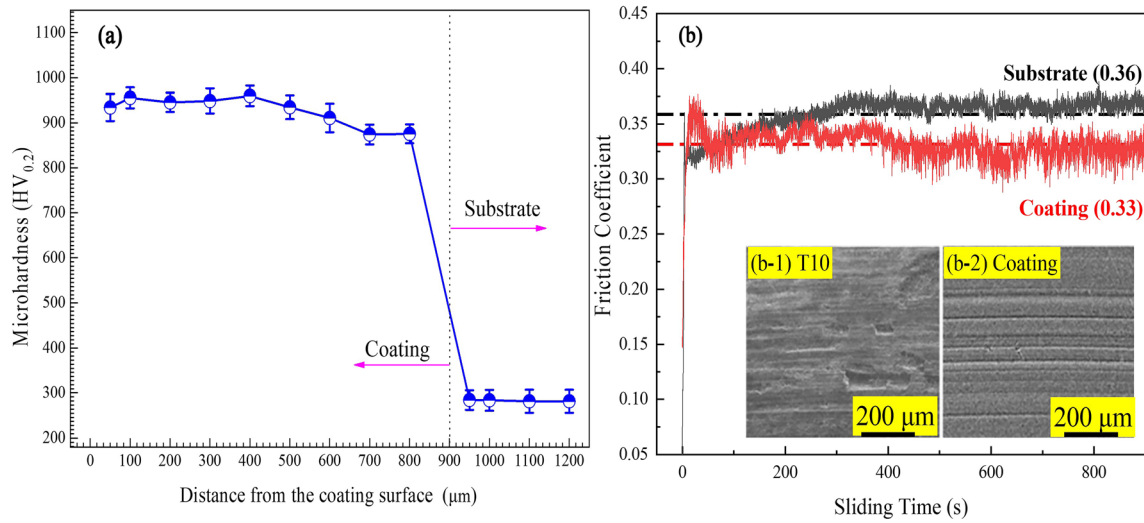 (a)
1100
1000
900
800
700
600
500
400
300
200
Microhardness (HV0.2)
Substrate
Coating
0 100 200 300 400 500 600 700 800 900 1000 1100 1200
Distance from the coating surface (μm)
(b)
0.45
0.40
0.35
0.30
0.25
0.20
0.15
0.10
0.05
Friction Coefficient
Substrate (0.36)
Coating (0.33)
(b-1) T10
200 μm
(b-2) Coating
200 μm
0 200 400 600 800
Sliding Time (s)